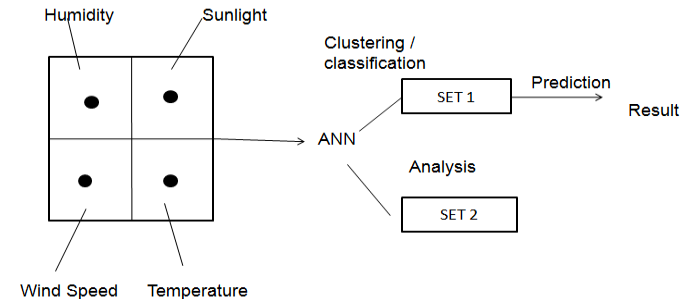 Humidity
Sunlight
Clustering /
classification
SET 1
Prediction
Result
ANN
Analysis
SET 2
Wind Speed
Temperature